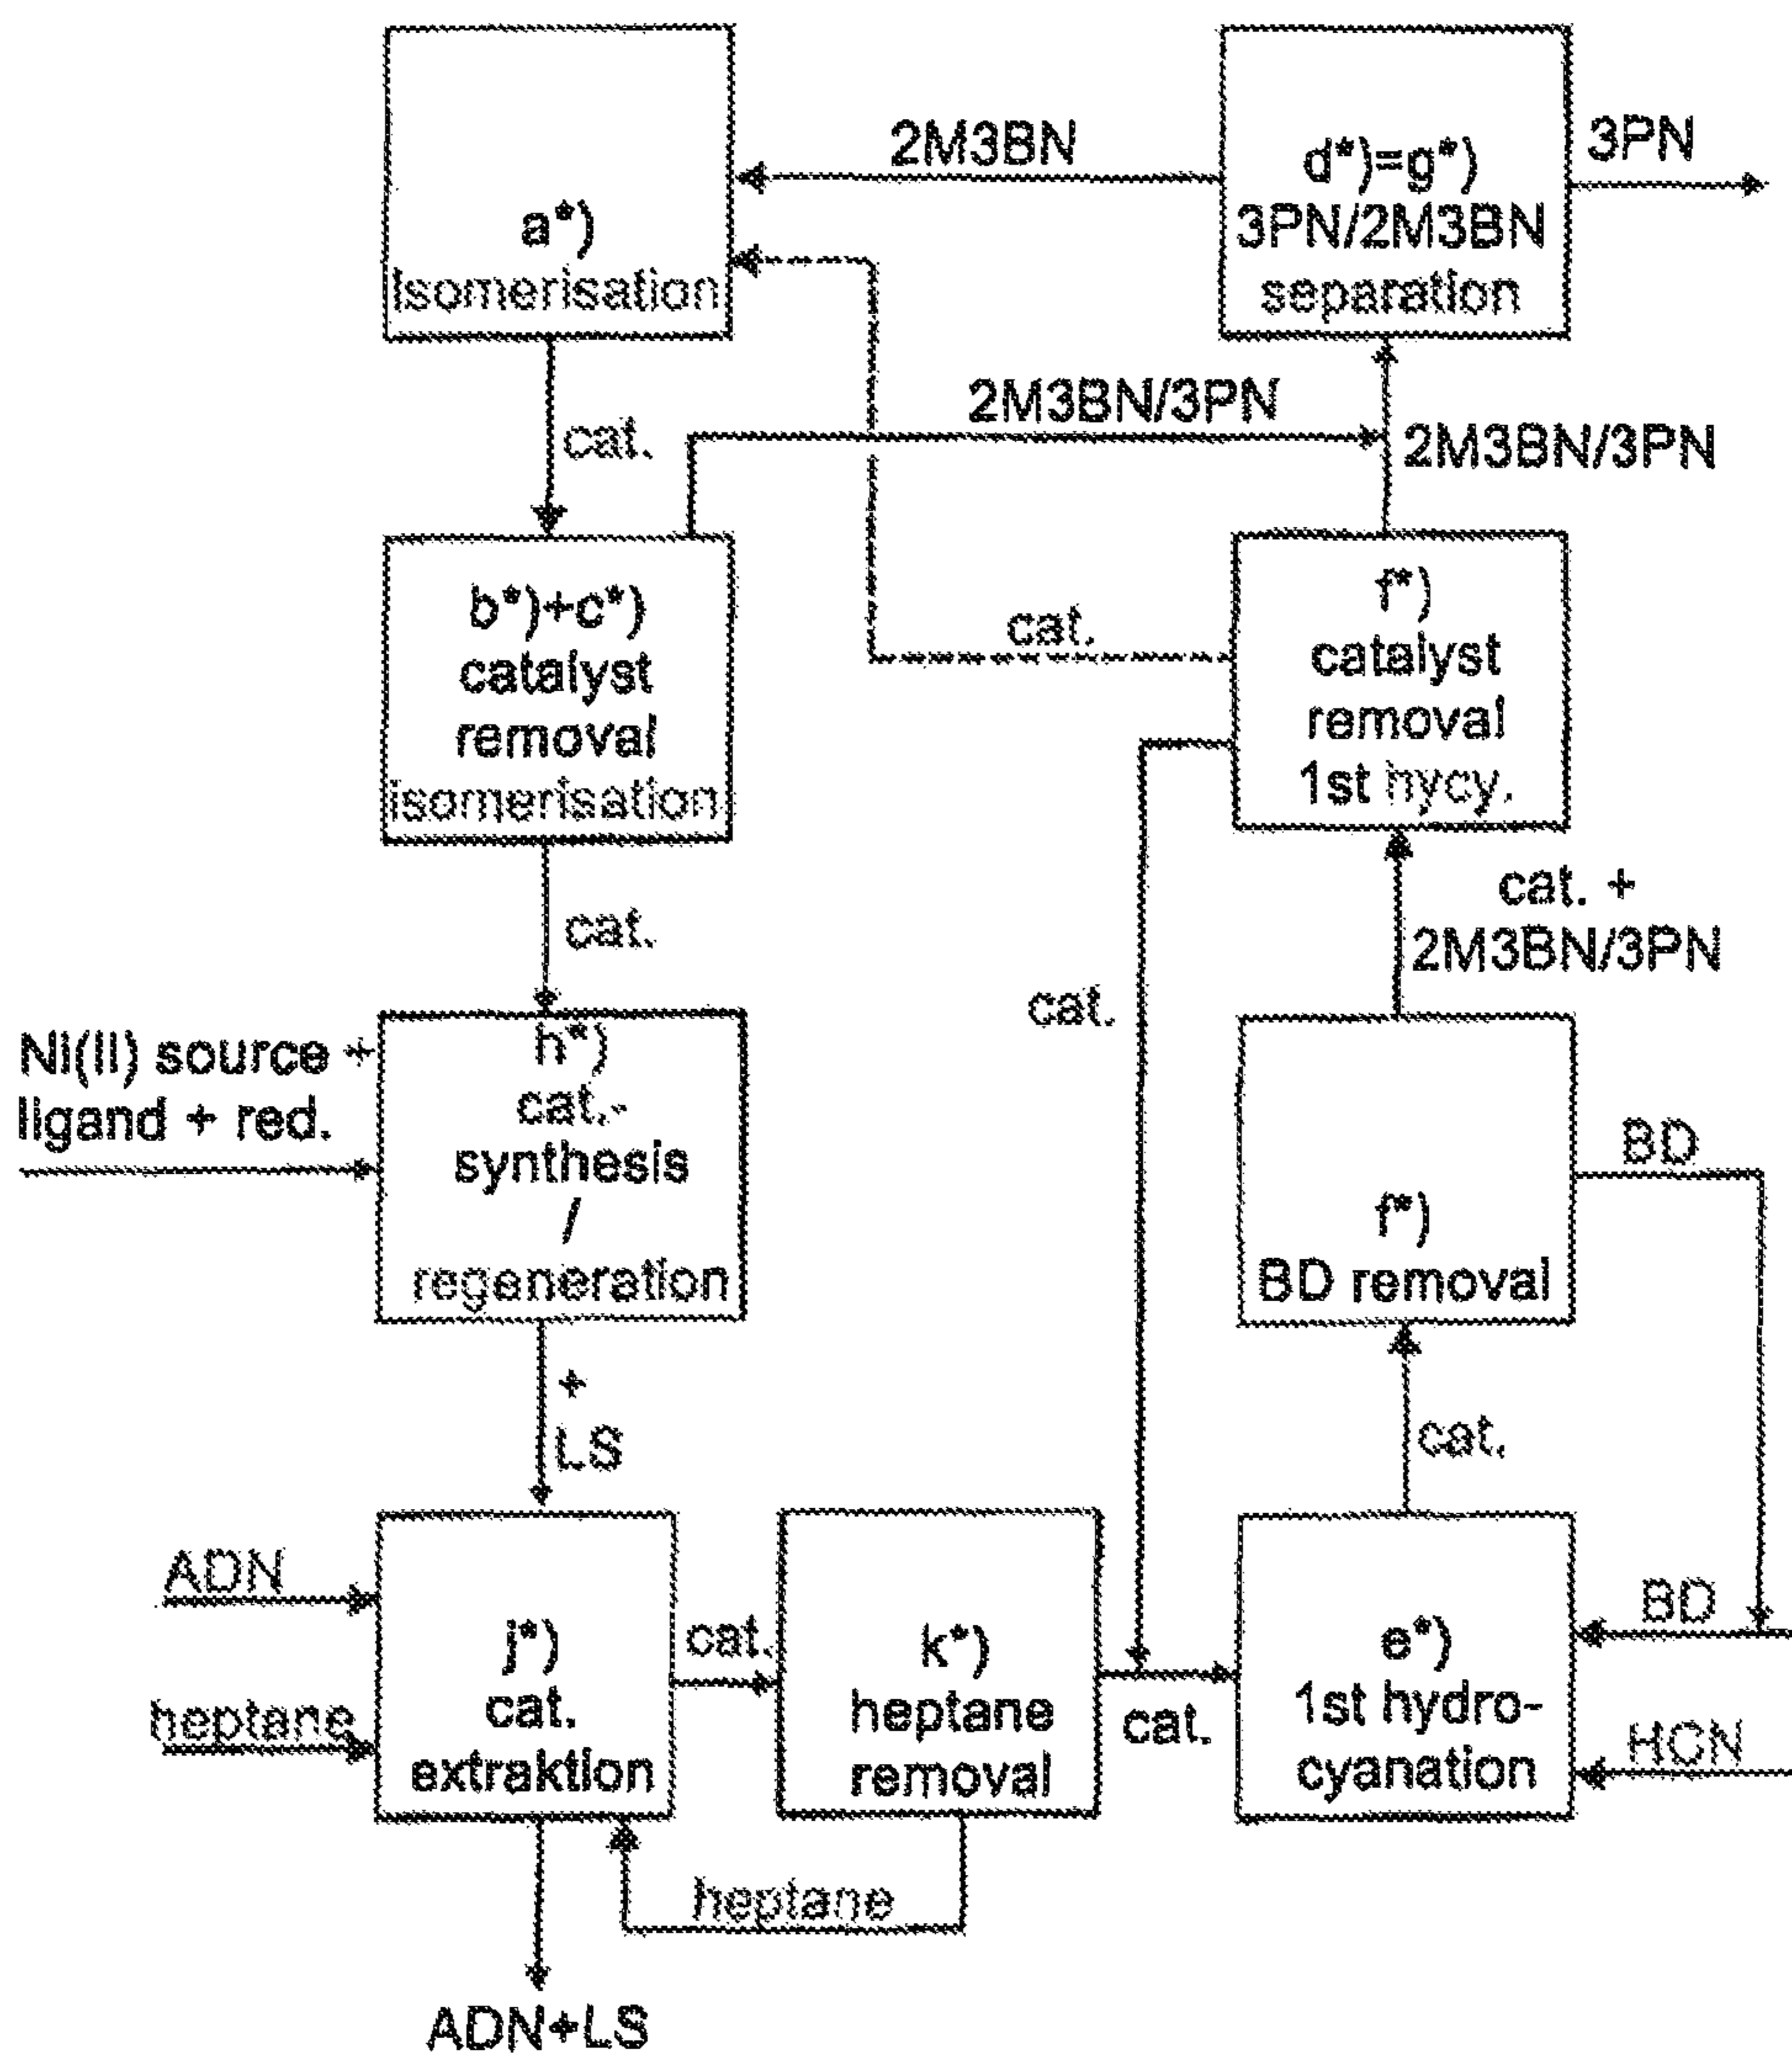 2M3BN
3PN
a*)
Isomerisation
d*)=g*)
3PN/2M3BN
separation
cat.
2M3BN/3PN
2M3BN/3PN
b*)+c*)
catalyst
removal
isomerisation
cat.
f*)
catalyst
removal
1st hycy.
cat.
cat. +
2M3BN/3PN
cat.
Ni(II) source +
ligand + red.
h*)
cat.-
synthesis
/
regeneration
BD
f*)
BD removal
+
LS
cat.
ADN
heptane
j*)
cat.
extraktion
cat.
k*)
heptane
removal
cat.
e*)
1st hydro-
cyanation
BD
HCN
heptane
ADN+LS